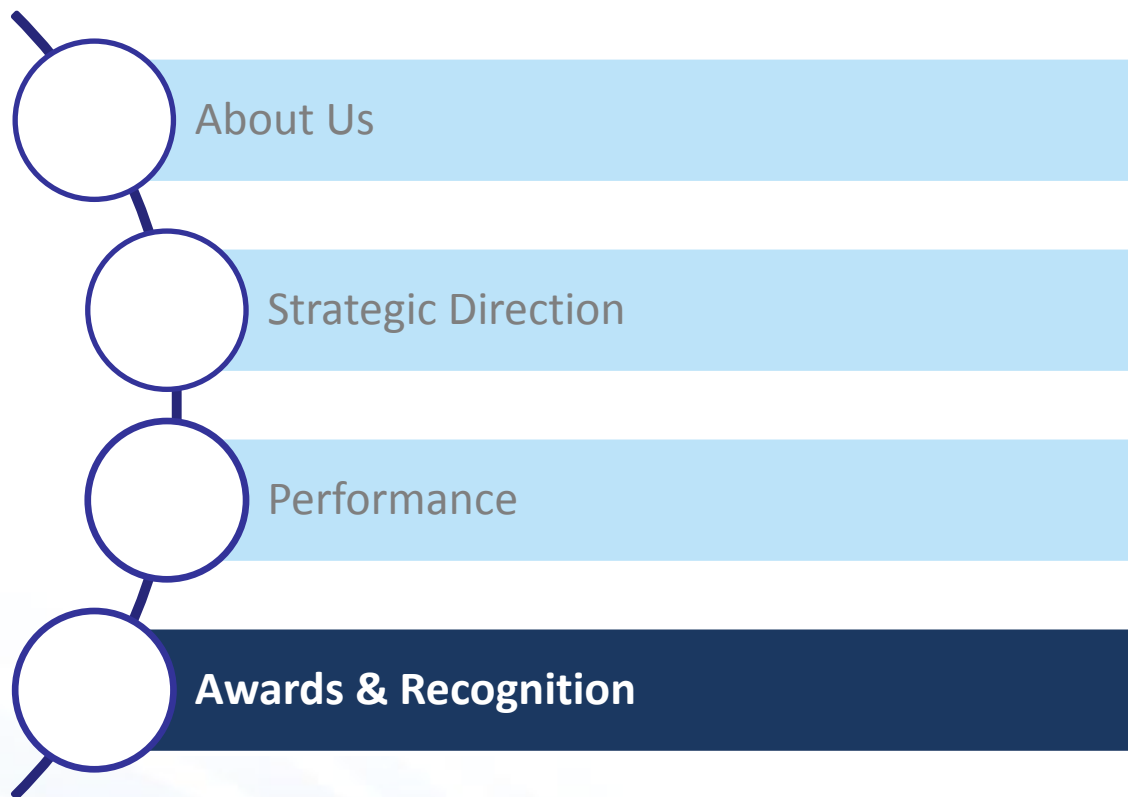 About Us
Strategic Direction
Performance
Awards & Recognition